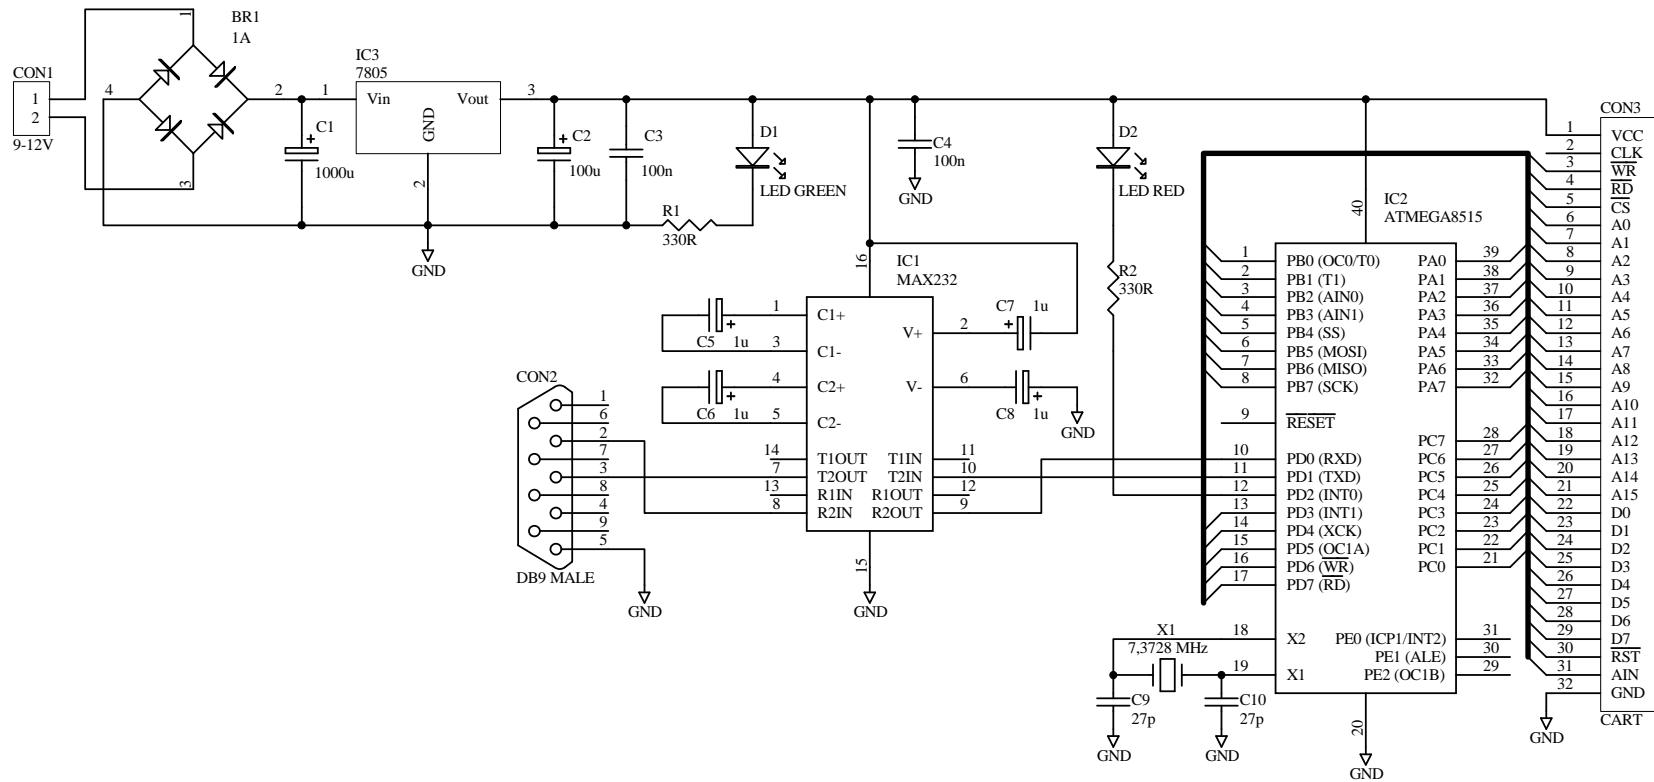 CON1
1
2
9-12V
BR1
1A
1
2
3
4
IC3
7805
Vin
Vout
GND
1
3
2
C1
1000u
GND
C2
100u
C3
100n
D1
LED GREEN
R1
330R
C4
100n
GND
D2
LED RED
R2
330R
IC1
MAX232
16
1 C1+
3 C1-
4 C2+
5 C2-
14 T1OUT
7 T2OUT
13 R1IN
8 R2IN
V+ 2
V- 6
T1IN 11
T2IN 10
R1OUT 12
R2OUT 9
15
GND
C5 1u
C6 1u
C7 1u
C8 1u
GND
CON2
1
6
2
7
3
8
4
9
5
DB9 MALE
GND
IC2
ATMEGA8515
40
1 PB0 (OC0/T0)
2 PB1 (T1)
3 PB2 (AIN0)
4 PB3 (AIN1)
5 PB4 (SS)
6 PB5 (MOSI)
7 PB6 (MISO)
8 PB7 (SCK)
9 RESET
10 PD0 (RXD)
11 PD1 (TXD)
12 PD2 (INT0)
13 PD3 (INT1)
14 PD4 (XCK)
15 PD5 (OC1A)
16 PD6 (WR)
17 PD7 (RD)
18 X2
19 X1
PA0 39
PA1 38
PA2 37
PA3 36
PA4 35
PA5 34
PA6 33
PA7 32
PC7 28
PC6 27
PC5 26
PC4 25
PC3 24
PC2 23
PC1 22
PC0 21
PE0 (ICP1/INT2) 31
PE1 (ALE) 30
PE2 (OC1B) 29
20
GND
X1
7,3728 MHz
C9
27p
GND
C10
27p
GND
CON3
1 VCC
2 CLK
3 WR
4 RD
5 CS
6 A0
7 A1
8 A2
9 A3
10 A4
11 A5
12 A6
13 A7
14 A8
15 A9
16 A10
17 A11
18 A12
19 A13
20 A14
21 A15
22 D0
23 D1
24 D2
25 D3
26 D4
27 D5
28 D6
29 D7
30 RST
31 AIN
32 GND
CART
GND